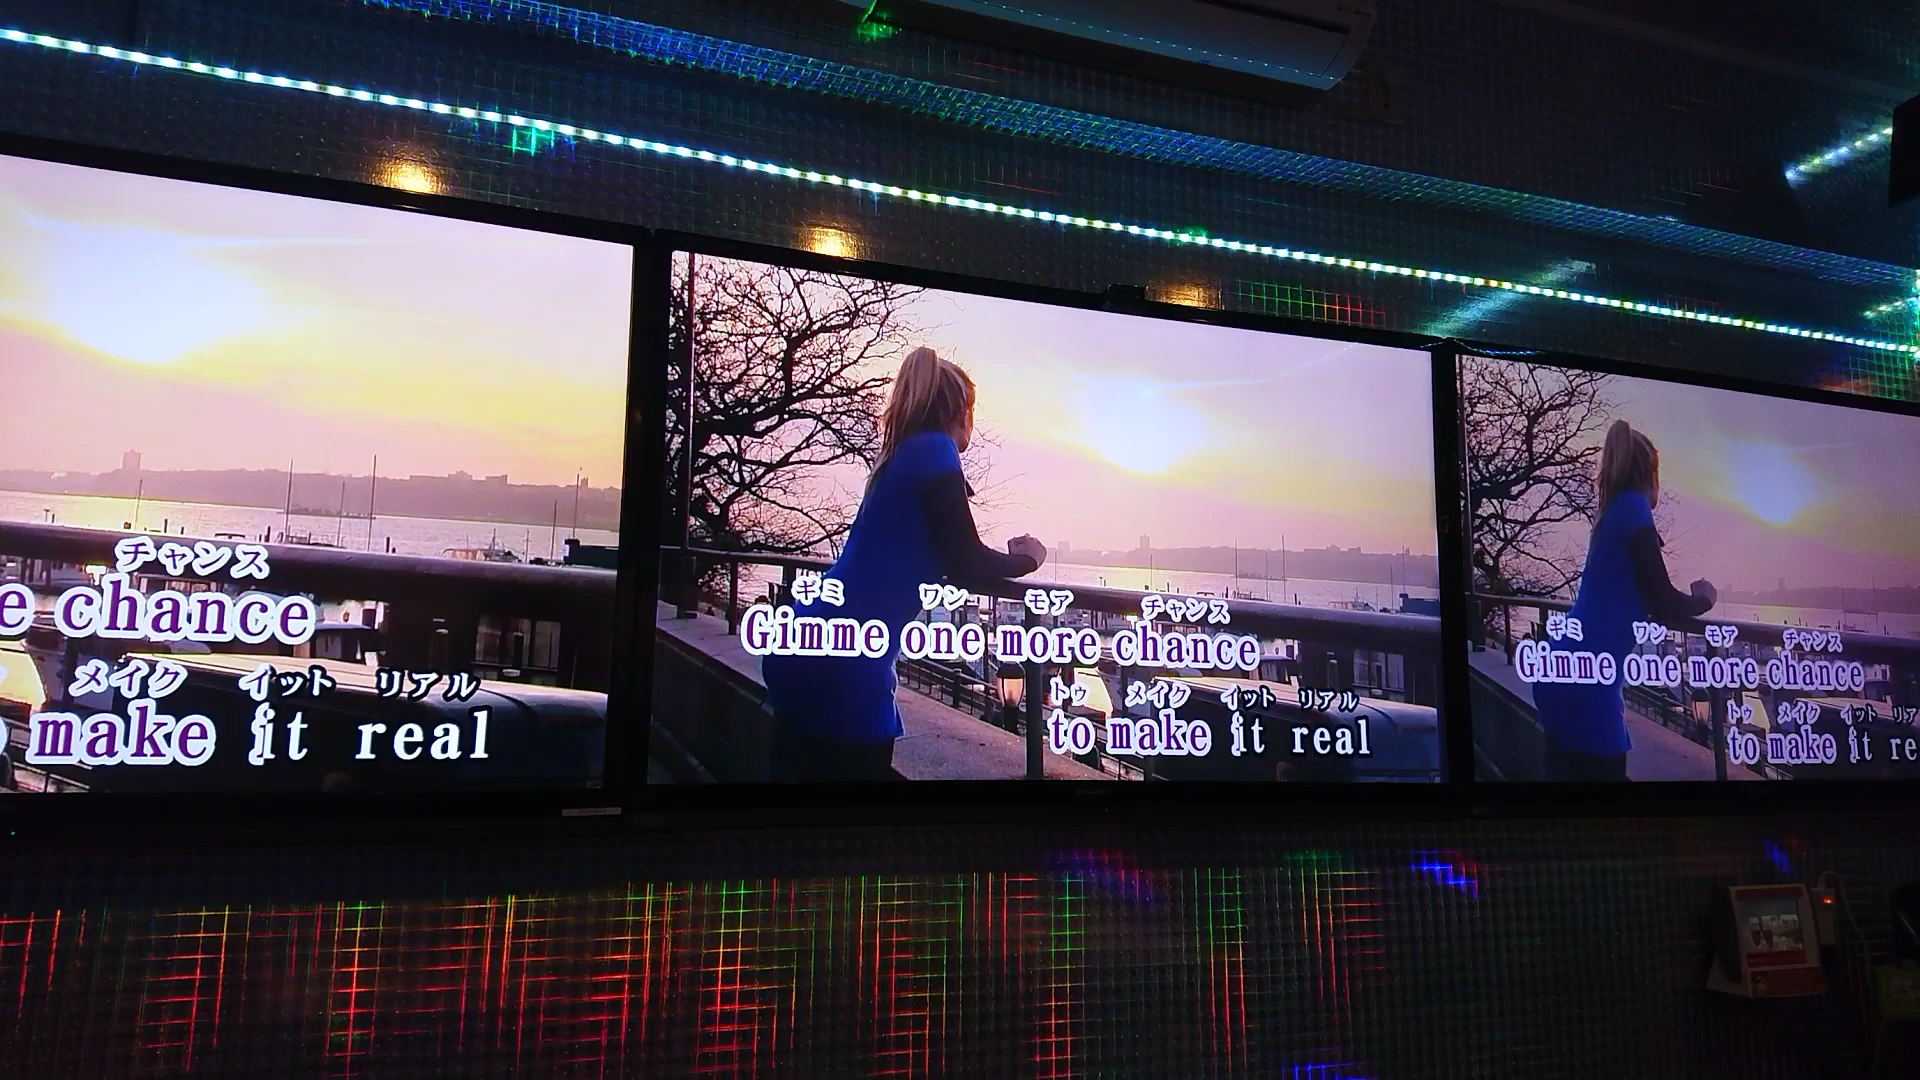 チャンス
e chance
メイク イット リアル
make it real
ギミ ワン モア チャンス
Gimme one more chance
トゥ メイク イット リアル
to make it real
ギミ ワン モア チャンス
Gimme one more chance
トゥ メイク イット リア
to make it re